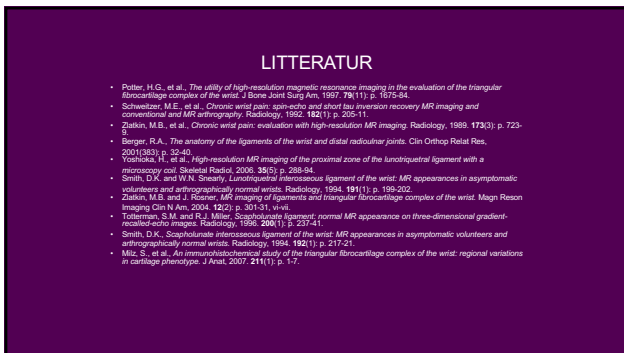 LITTERATUR
• Potter, H.G., et al., The utility of high-resolution magnetic resonance imaging in the evaluation of the triangular
fibrocartilage complex of the wrist. J Bone Joint Surg Am, 1997. 79(11): p. 1675-84.
• Schweitzer, M.E., et al., Chronic wrist pain: spin-echo and short tau inversion recovery MR imaging and
conventional and MR arthrography. Radiology, 1992. 182(1): p. 205-11.
• Zlatkin, M.B., et al., Chronic wrist pain: evaluation with high-resolution MR imaging. Radiology, 1989. 173(3): p. 723-
9.
• Berger, R.A., The anatomy of the ligaments of the wrist and distal radioulnar joints. Clin Orthop Relat Res,
2001(383): p. 32-40.
• Yoshioka, H., et al., High-resolution MR imaging of the proximal zone of the lunotriquetral ligament with a
microscopy coil. Skeletal Radiol, 2006. 35(5): p. 288-94.
• Smith, D.K. and W.N. Snearly, Lunotriquetral interosseous ligament of the wrist: MR appearances in asymptomatic
volunteers and arthrographically normal wrists. Radiology, 1994. 191(1): p. 199-202.
• Zlatkin, M.B. and J. Rosner, MR imaging of ligaments and triangular fibrocartilage complex of the wrist. Magn Reson
Imaging Clin N Am, 2004. 12(2): p. 301-31, vi-vii.
• Totterman, S.M. and R.J. Miller, Scapholunate ligament: normal MR appearance on three-dimensional gradient-
recalled-echo images. Radiology, 1996. 200(1): p. 237-41.
• Smith, D.K., Scapholunate interosseous ligament of the wrist: MR appearances in asymptomatic volunteers and
arthrographically normal wrists. Radiology, 1994. 192(1): p. 217-21.
• Milz, S., et al., An immunohistochemical study of the triangular fibrocartilage complex of the wrist: regional variations
in cartilage phenotype. J Anat, 2007. 211(1): p. 1-7.